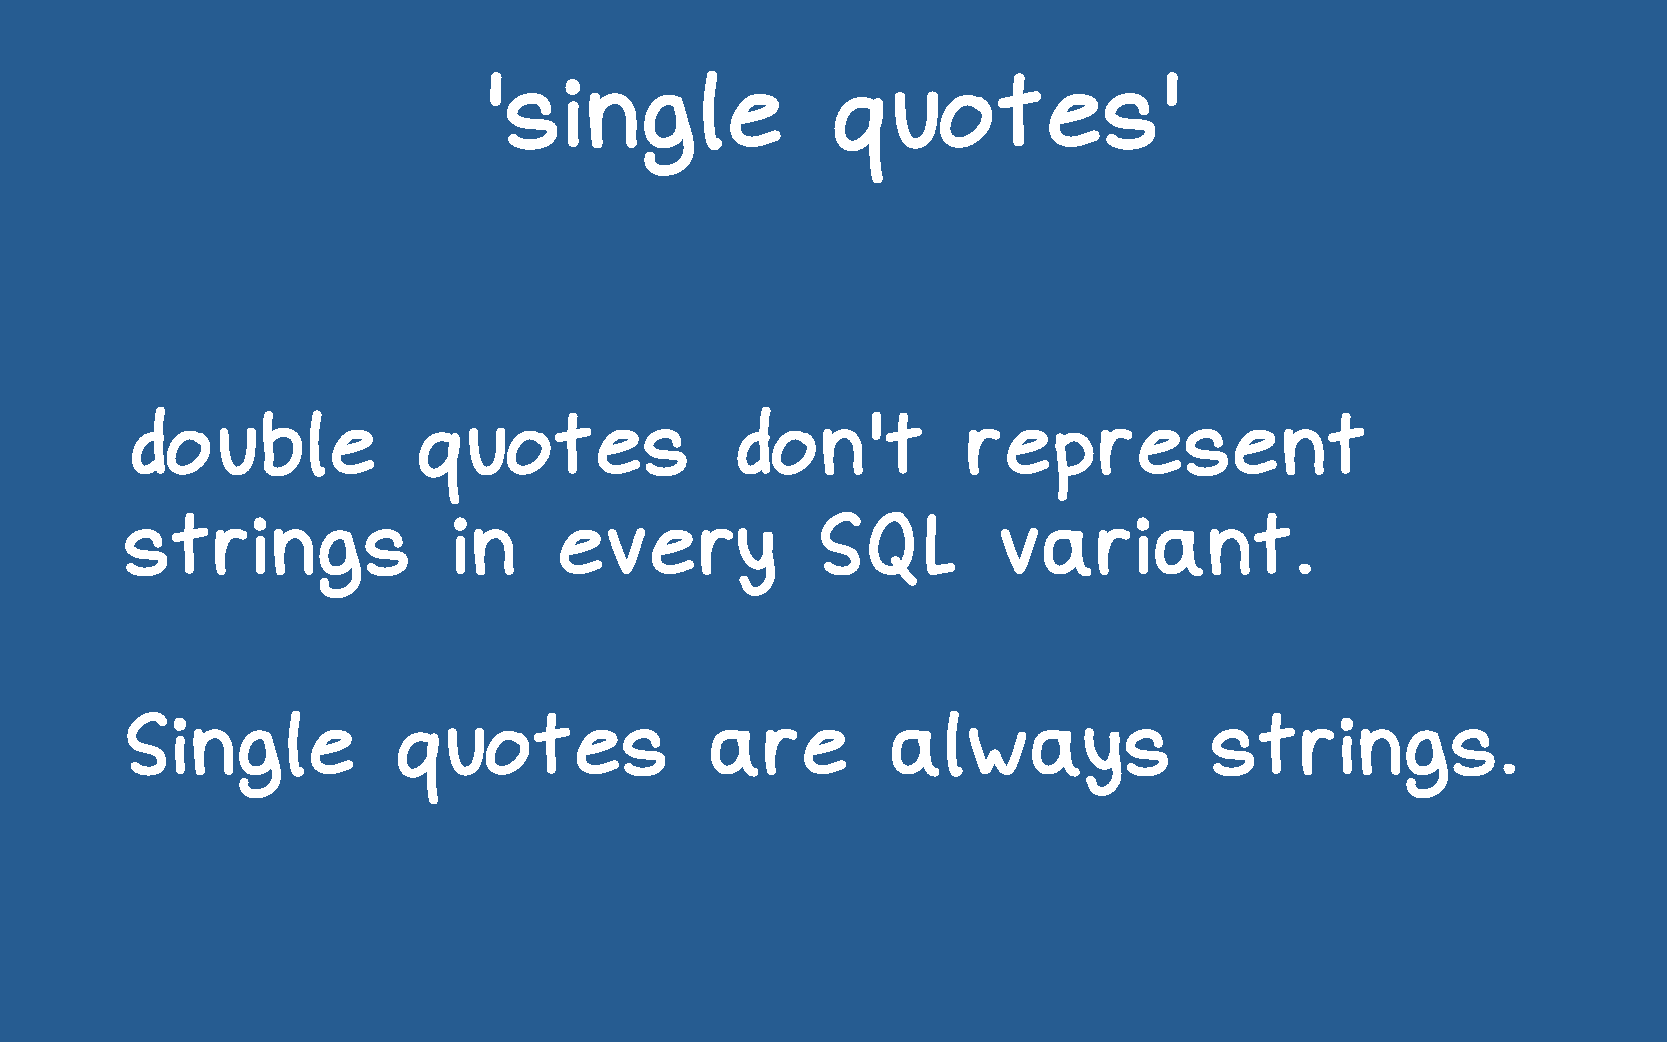 'single quotes'
double quotes don't represent
strings in every SQL variant.
Single quotes are always strings.